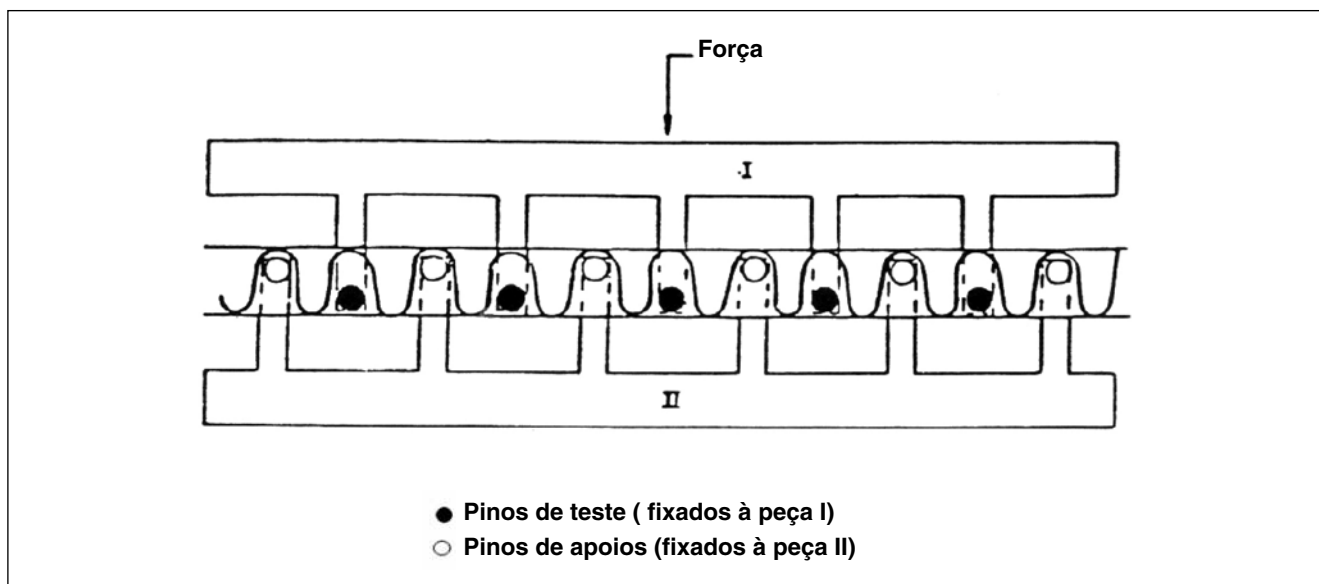 Força
I
II
Pinos de teste ( fixados à peça I)
Pinos de apoios (fixados à peça II)